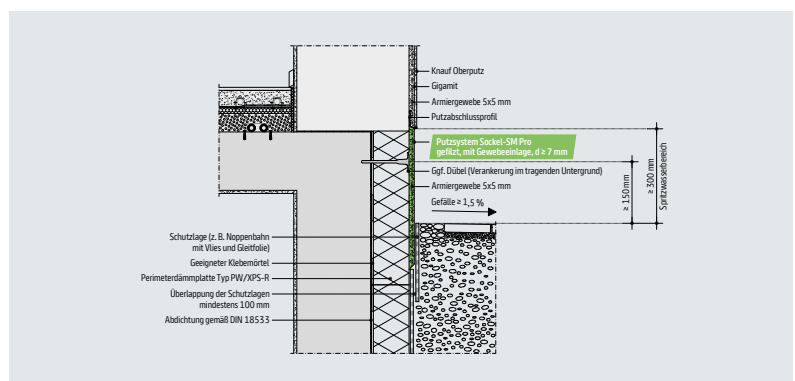 Knauf Oberputz
Gigamit
Armiergewebe 5x5 mm
Putzabschlussprofil
Putzsystem Sockel-SM Pro
gefilzt, mit Gewebeeinlage, d ≥ 7 mm
Ggf. Dübel (Verankerung im tragenden Untergrund)
Armiergewebe 5x5 mm
Gefälle ≥ 1,5 %
≥ 150 mm
≥ 300 mm
Spritzwasserbereich
Schutzlage (z. B. Noppenbahn
mit Vlies und Gleitfolie)
Geeigneter Klebemörtel
Perimeterdämmplatte Typ PW/XPS-R
Überlappung der Schutzlagen
mindestens 100 mm
Abdichtung gemäß DIN 18533